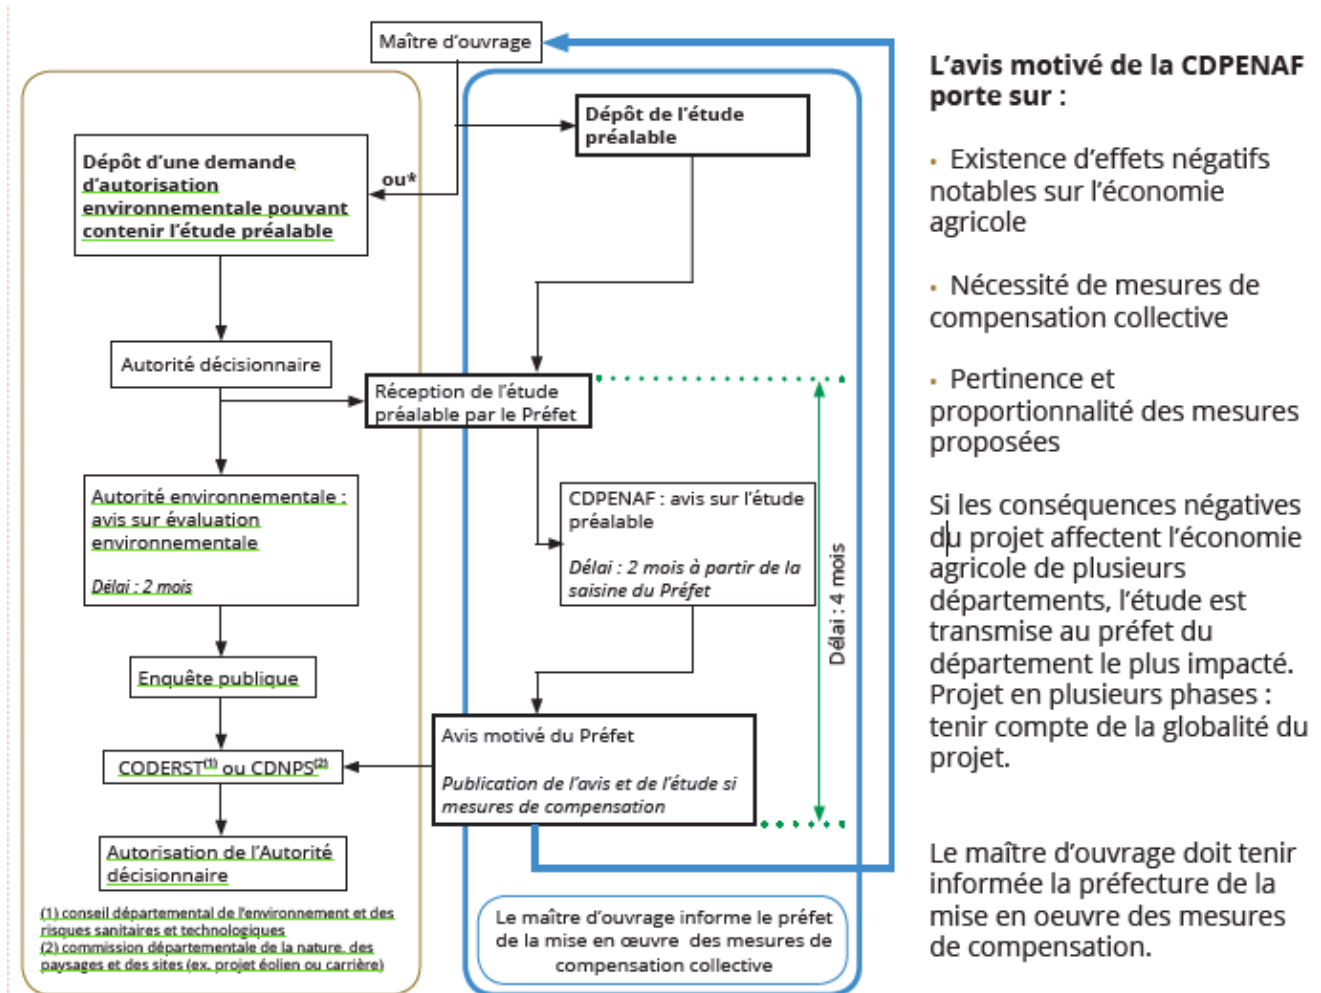 Maître d'ouvrage
Dépôt de l'étude
préalable
Dépôt d'une demande
d'autorisation
environnementale pouvant
contenir l'étude préalable
ou*
Autorité décisionnaire
Réception de l'étude
préalable par le Préfet
Autorité environnementale :
avis sur évaluation
environnementale
Délai : 2 mois
CDPENAF : avis sur l'étude
préalable
Délai : 2 mois à partir de la
saisine du Préfet
Délai : 4 mois
Enquête publique
Avis motivé du Préfet
Publication de l'avis et de l'étude si
mesures de compensation
CODERST(1) ou CDNPS(2)
Autorisation de l'Autorité
décisionnaire
(1) conseil départemental de l'environnement et des
risques sanitaires et technologiques
(2) commission départementale de la nature, des
paysages et des sites (ex. projet éolien ou carrière)
Le maître d'ouvrage informe le préfet
de la mise en œuvre des mesures de
compensation collective
L'avis motivé de la CDPENAF
porte sur :
• Existence d'effets négatifs
notables sur l'économie
agricole
• Nécessité de mesures de
compensation collective
• Pertinence et
proportionnalité des mesures
proposées
Si les conséquences négatives
du projet affectent l'économie
agricole de plusieurs
départements, l'étude est
transmise au préfet du
département le plus impacté.
Projet en plusieurs phases :
tenir compte de la globalité du
projet.
Le maître d'ouvrage doit tenir
informée la préfecture de la
mise en oeuvre des mesures
de compensation.